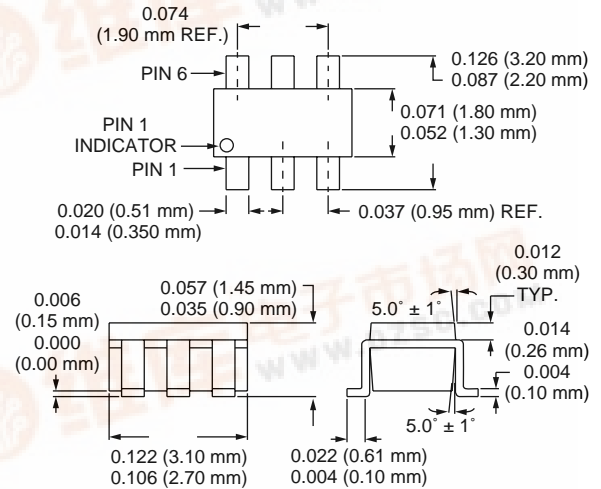 0.074
(1.90 mm REF.)
PIN 6
0.126 (3.20 mm)
0.087 (2.20 mm)
0.071 (1.80 mm)
0.052 (1.30 mm)
PIN 1
INDICATOR
PIN 1
0.020 (0.51 mm)
0.014 (0.350 mm)
0.037 (0.95 mm) REF.
0.012
(0.30 mm)
TYP.
0.057 (1.45 mm)
0.035 (0.90 mm)
5.0° ± 1°
0.006
(0.15 mm)
0.000
(0.00 mm)
0.014
(0.26 mm)
0.004
(0.10 mm)
5.0° ± 1°
0.122 (3.10 mm)
0.106 (2.70 mm)
0.022 (0.61 mm)
0.004 (0.10 mm)